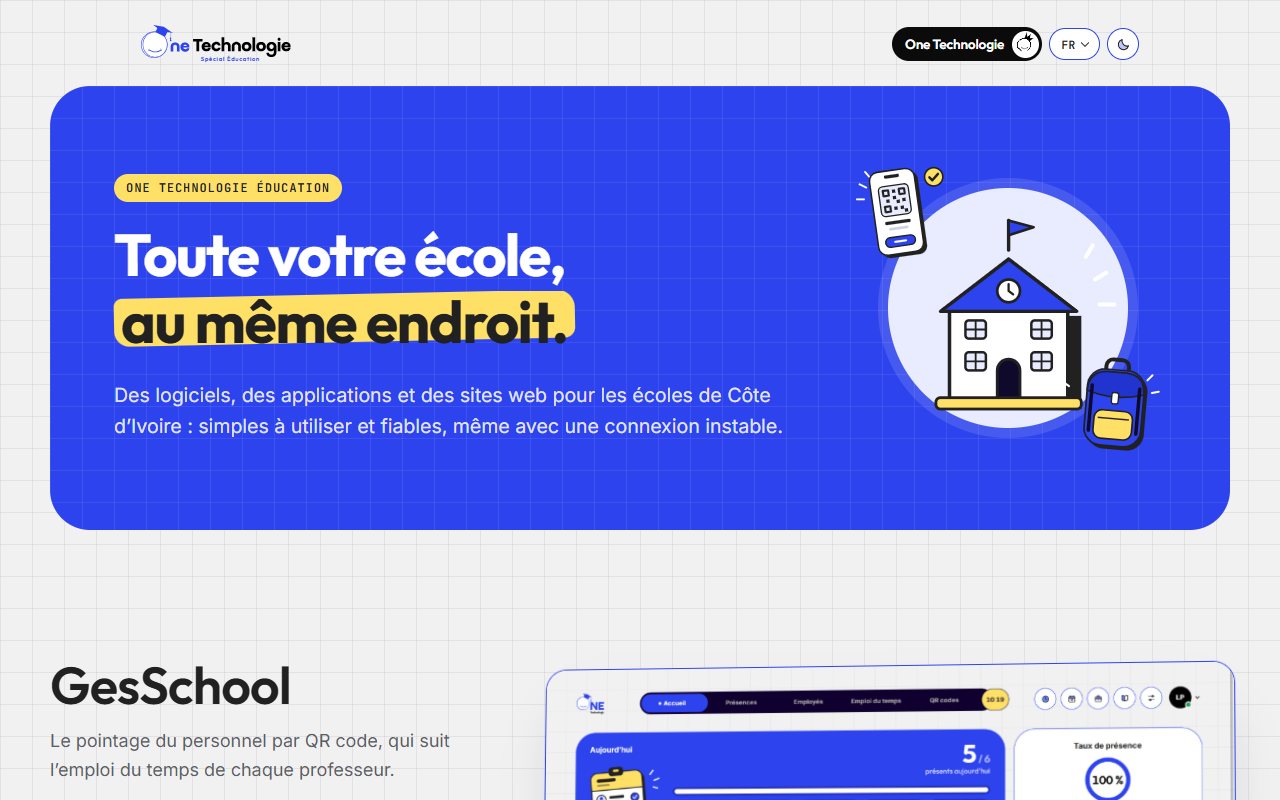 One Technologie
Spécial Éducation
One Technologie
FR
ONE TECHNOLOGIE ÉDUCATION
Toute votre école,
au même endroit.
Des logiciels, des applications et des sites web pour les écoles de Côte
d’Ivoire : simples à utiliser et fiables, même avec une connexion instable.
GesSchool
Le pointage du personnel par QR code, qui suit
l’emploi du temps de chaque professeur.
ONE
Accueil
Présences
Employés
Emploi du temps
QR codes
10:19
LP
Aujourd'hui
5 / 6
présents aujourd'hui
Taux de présence
100 %